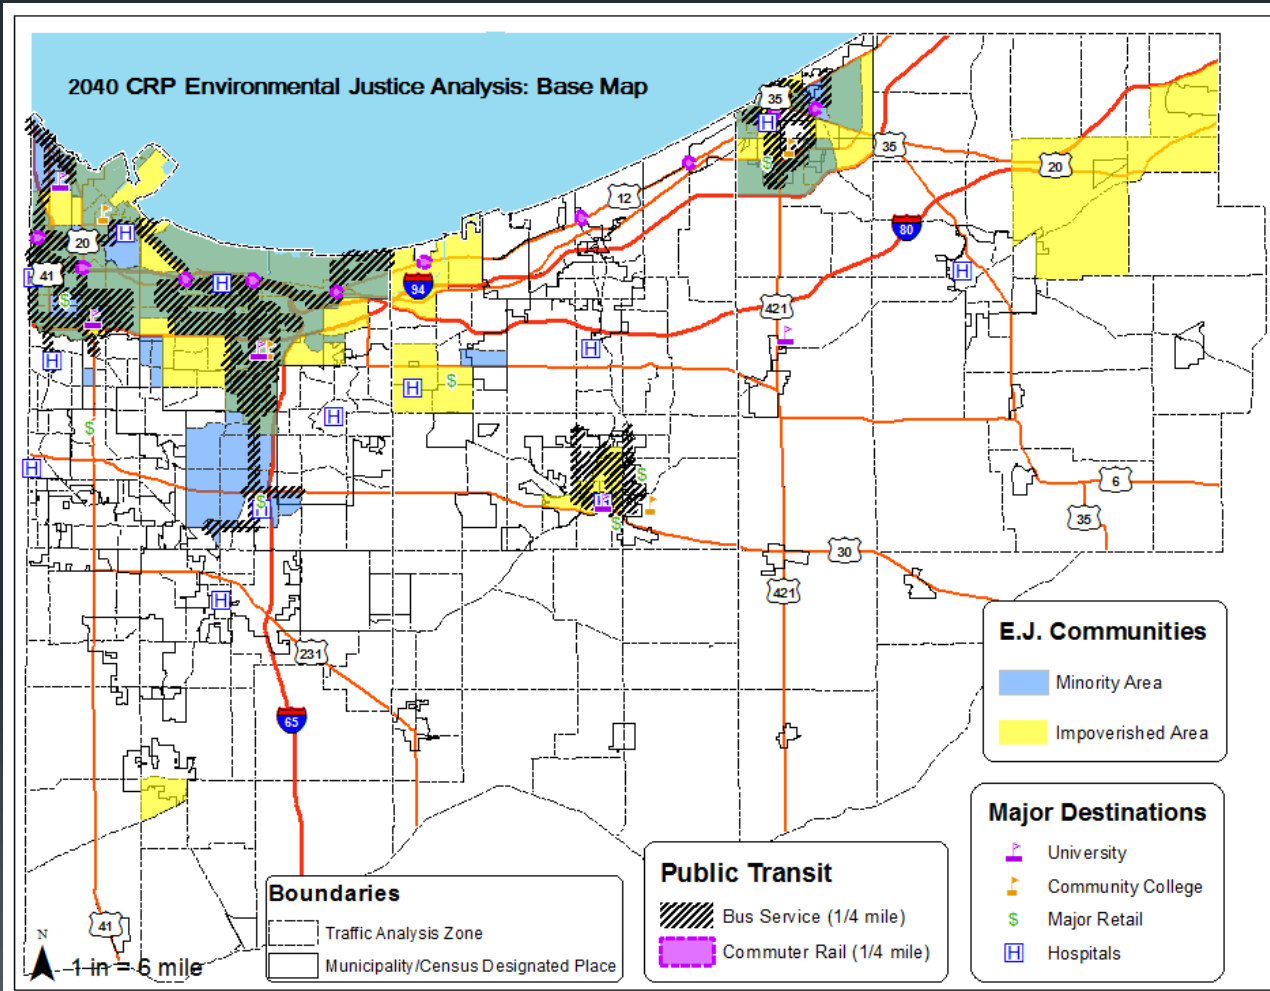 2040 CRP Environmental Justice Analysis: Base Map
35
35
20
12
20
80
41
94
421
H
H
H
H
H
H
H
H
H
H
H
H
$
$
$
$
$
$
$
6
35
30
421
231
65
41
N
1 in = 6 mile
E.J. Communities
Minority Area
Impoverished Area
Major Destinations
University
Community College
$ Major Retail
H Hospitals
Public Transit
Bus Service (1/4 mile)
Commuter Rail (1/4 mile)
Boundaries
Traffic Analysis Zone
Municipality/Census Designated Place